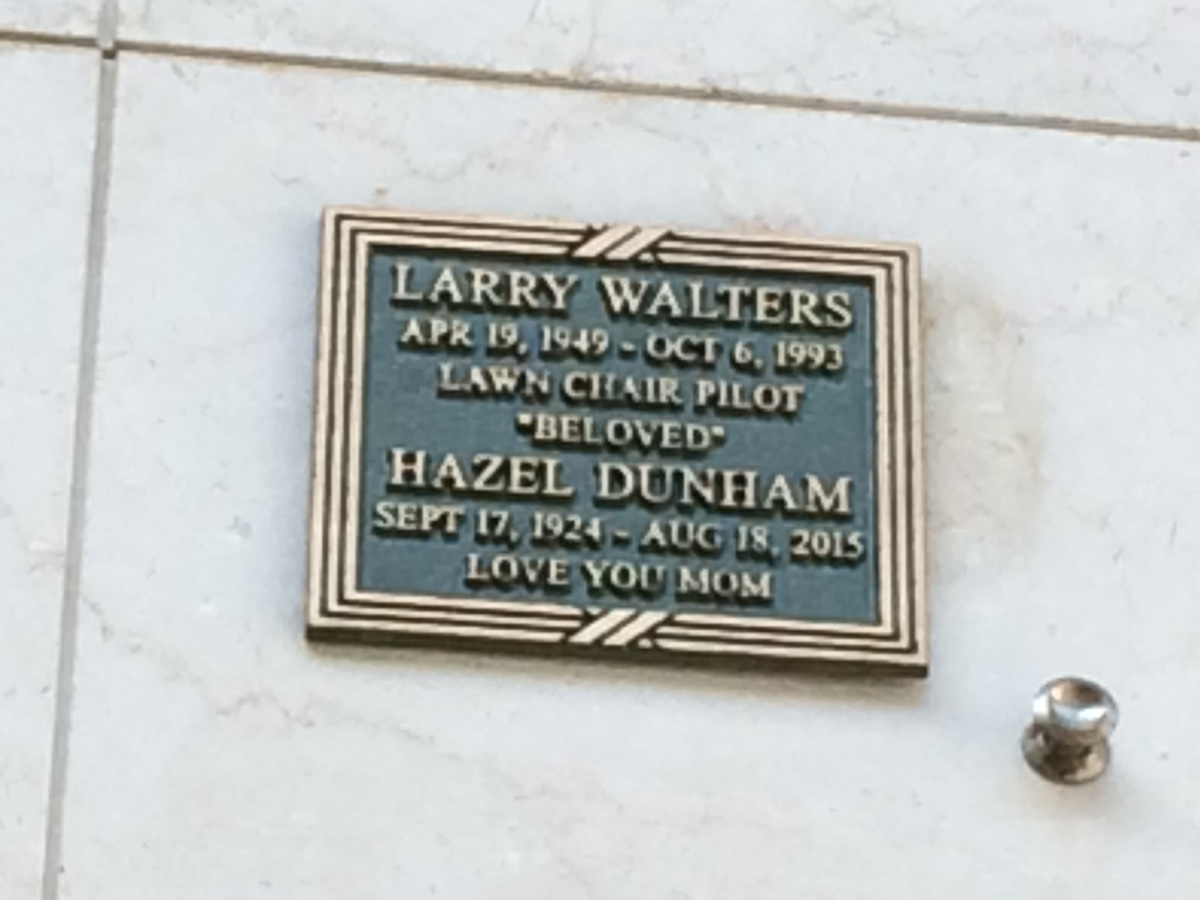 LARRY WALTERS
APR 19, 1949 - OCT 6, 1993
LAWN CHAIR PILOT
"BELOVED"
HAZEL DUNHAM
SEPT 17, 1924 - AUG 18, 2015
LOVE YOU MOM